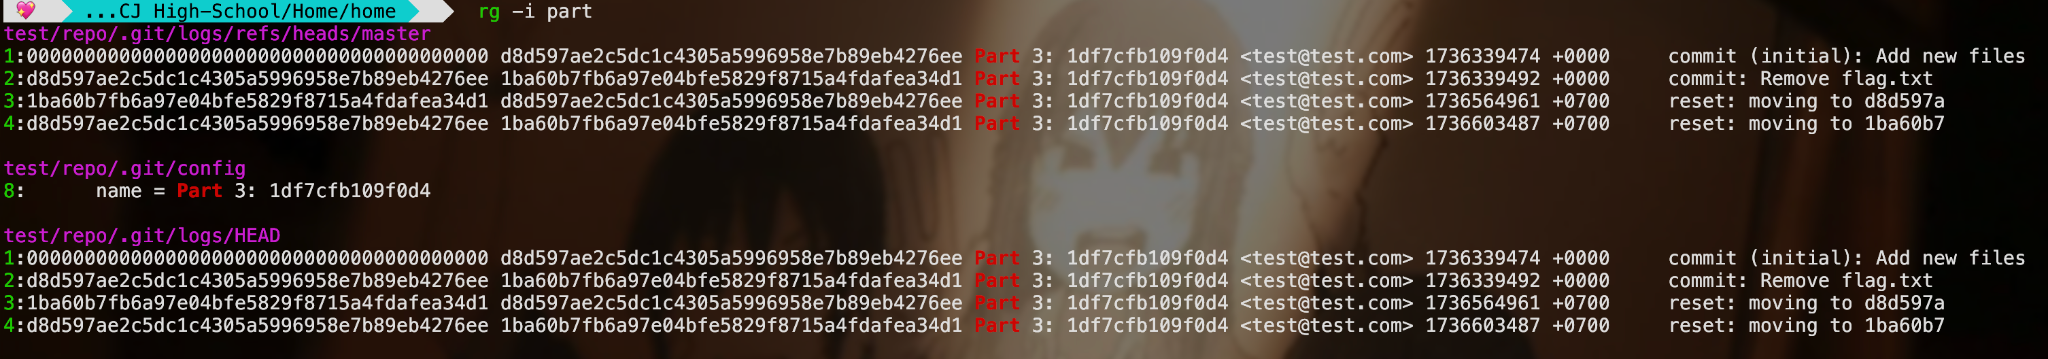 💖 ...CJ High-School/Home/home rg -i part
test/repo/.git/logs/refs/heads/master
1:0000000000000000000000000000000000000000 d8d597ae2c5dc1c4305a5996958e7b89eb4276ee Part 3: 1df7cfb109f0d4 <test@test.com> 1736339474 +0000 commit (initial): Add new files
2:d8d597ae2c5dc1c4305a5996958e7b89eb4276ee 1ba60b7fb6a97e04bfe5829f8715a4fdafea34d1 Part 3: 1df7cfb109f0d4 <test@test.com> 1736339492 +0000 commit: Remove flag.txt
3:1ba60b7fb6a97e04bfe5829f8715a4fdafea34d1 d8d597ae2c5dc1c4305a5996958e7b89eb4276ee Part 3: 1df7cfb109f0d4 <test@test.com> 1736564961 +0700 reset: moving to d8d597a
4:d8d597ae2c5dc1c4305a5996958e7b89eb4276ee 1ba60b7fb6a97e04bfe5829f8715a4fdafea34d1 Part 3: 1df7cfb109f0d4 <test@test.com> 1736603487 +0700 reset: moving to 1ba60b7
test/repo/.git/config
8: name = Part 3: 1df7cfb109f0d4
test/repo/.git/logs/HEAD
1:0000000000000000000000000000000000000000 d8d597ae2c5dc1c4305a5996958e7b89eb4276ee Part 3: 1df7cfb109f0d4 <test@test.com> 1736339474 +0000 commit (initial): Add new files
2:d8d597ae2c5dc1c4305a5996958e7b89eb4276ee 1ba60b7fb6a97e04bfe5829f8715a4fdafea34d1 Part 3: 1df7cfb109f0d4 <test@test.com> 1736339492 +0000 commit: Remove flag.txt
3:1ba60b7fb6a97e04bfe5829f8715a4fdafea34d1 d8d597ae2c5dc1c4305a5996958e7b89eb4276ee Part 3: 1df7cfb109f0d4 <test@test.com> 1736564961 +0700 reset: moving to d8d597a
4:d8d597ae2c5dc1c4305a5996958e7b89eb4276ee 1ba60b7fb6a97e04bfe5829f8715a4fdafea34d1 Part 3: 1df7cfb109f0d4 <test@test.com> 1736603487 +0700 reset: moving to 1ba60b7